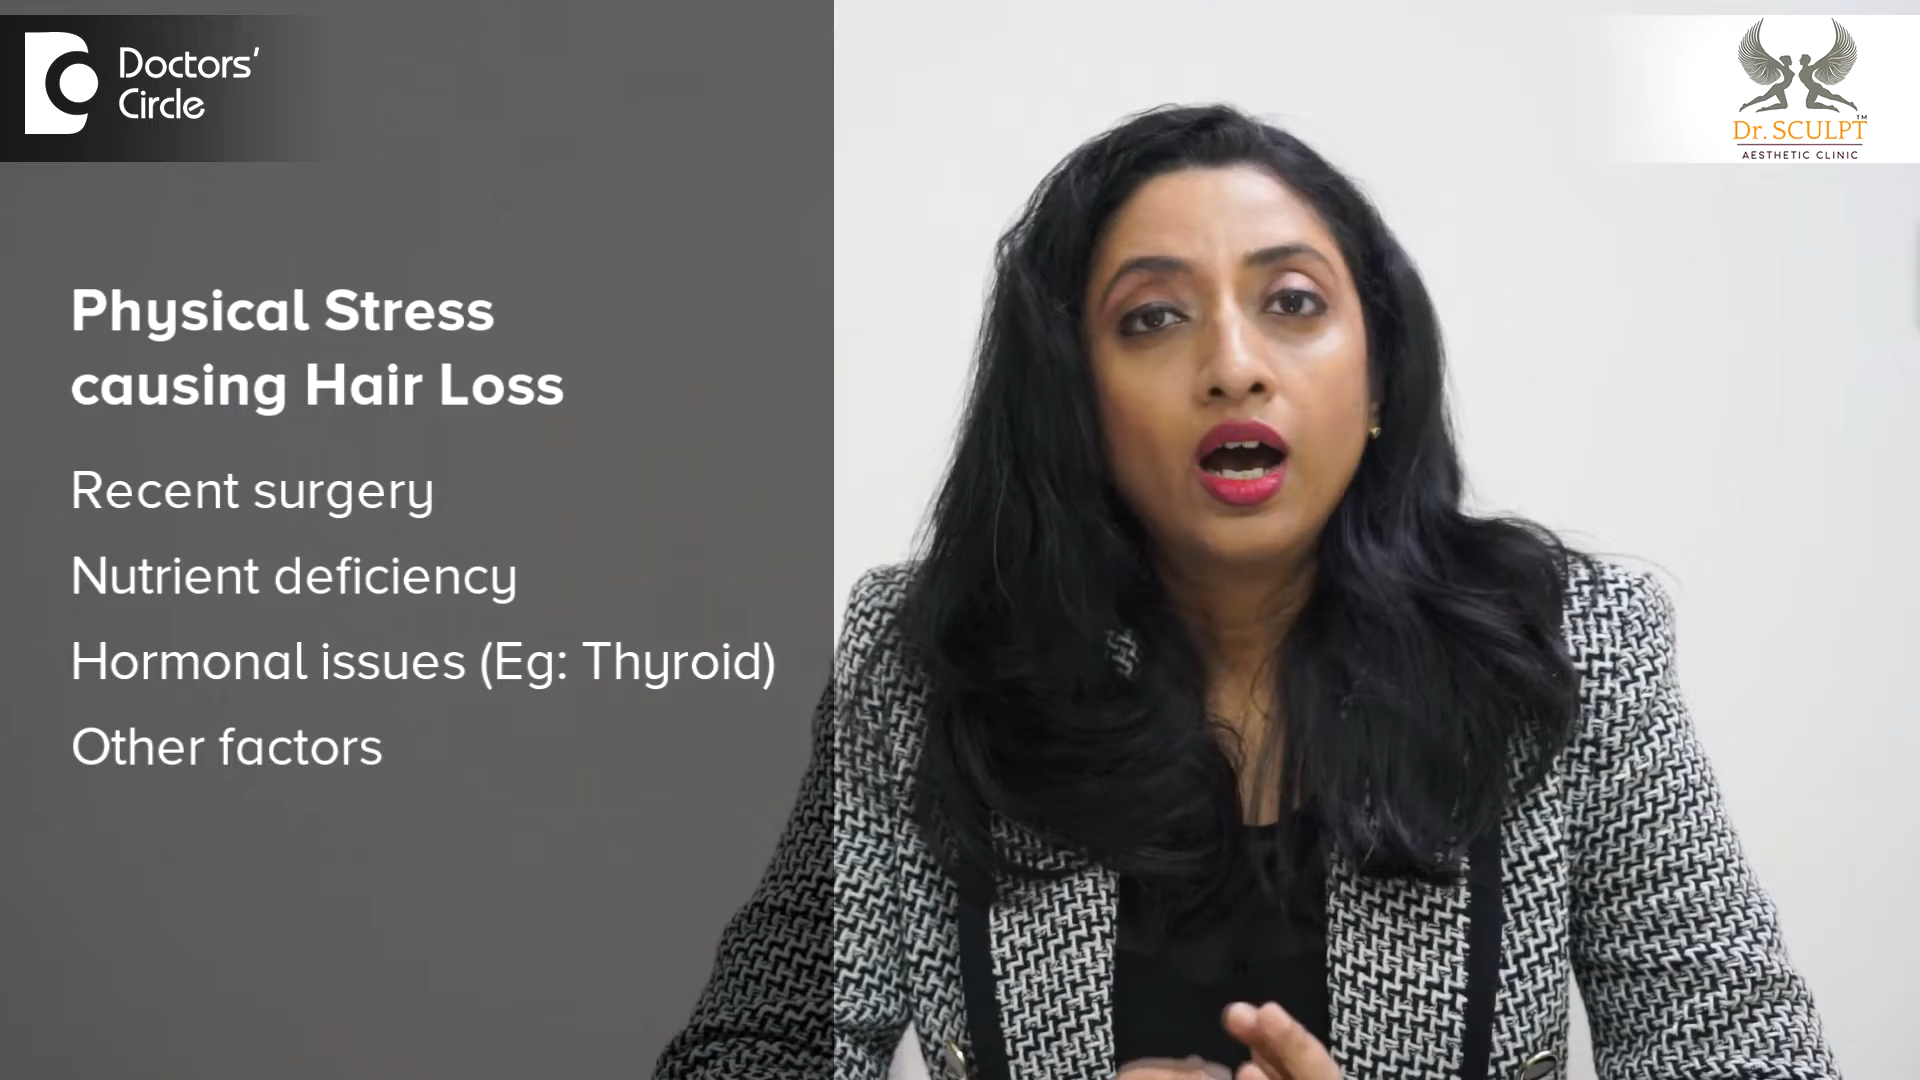 Doctors'
Circle
Dr. SCULPT™
AESTHETIC CLINIC
Physical Stress
causing Hair Loss
Recent surgery
Nutrient deficiency
Hormonal issues (Eg: Thyroid)
Other factors